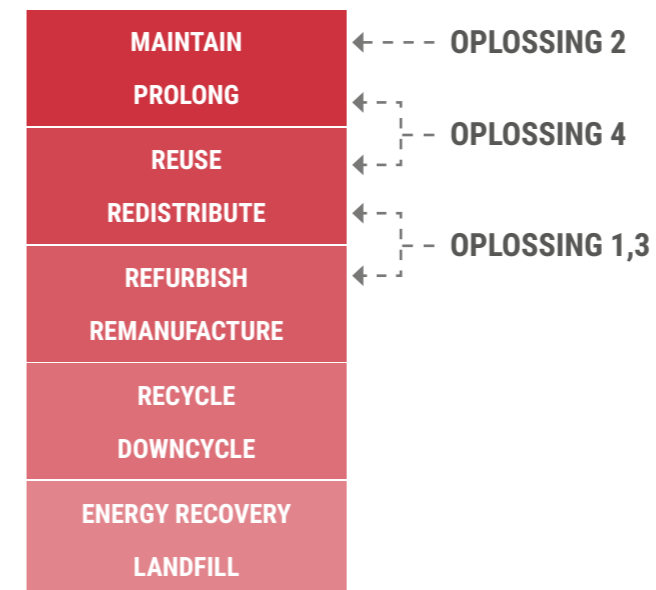 MAINTAIN
OPLOSSING 2
PROLONG
OPLOSSING 4
REUSE
REDISTRIBUTE
OPLOSSING 1,3
REFURBISH
REMANUFACTURE
RECYCLE
DOWNCYCLE
ENERGY RECOVERY
LANDFILL